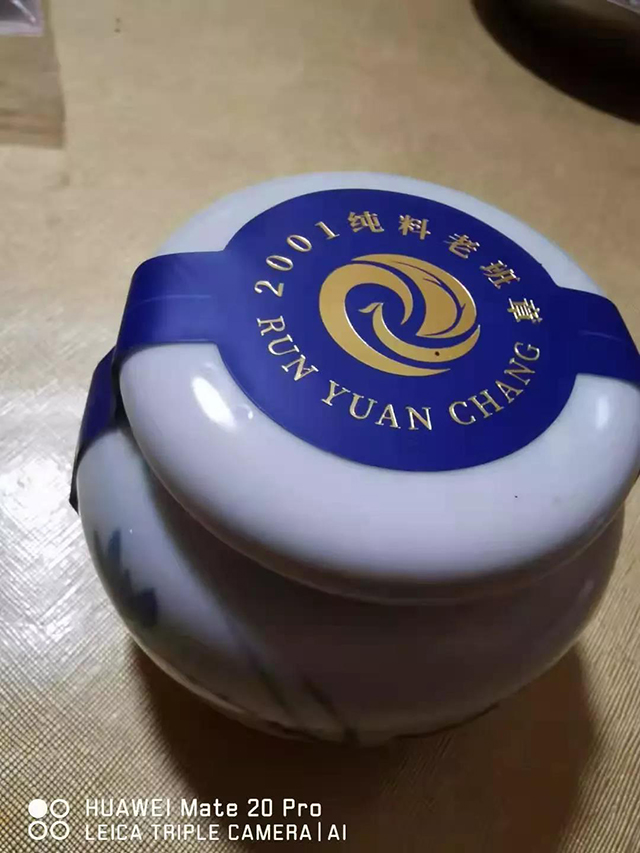 2001纯料老班章
RUN YUAN CHANG
HUAWEI Mate 20 Pro
LEICA TRIPLE CAMERA | AI